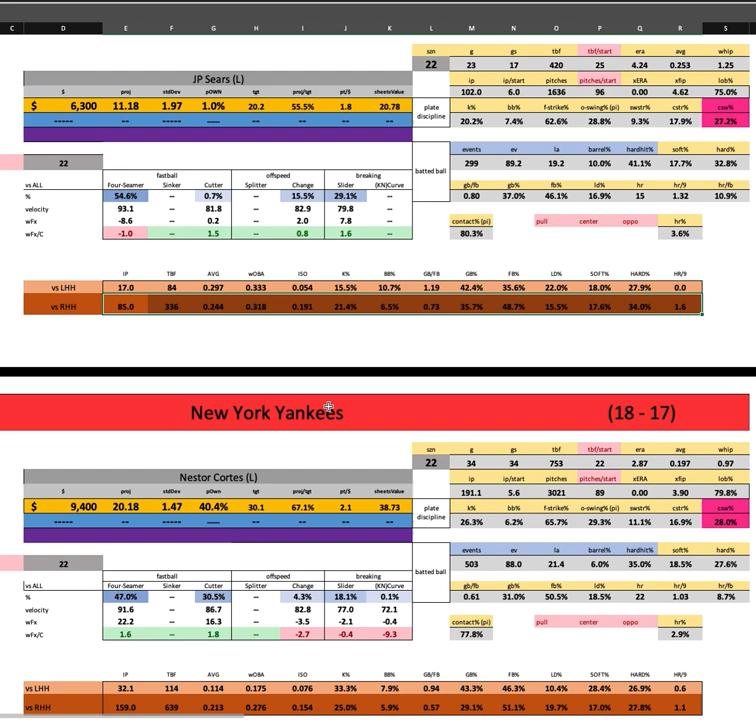 C D E F G H I J K L M N O P Q R S
szn g gs tbf tbf/start era avg whip
22 23 17 420 25 4.24 0.253 1.25
JP Sears (L) ip ip/start pitches pitches/start xERA xfip lob%
102.0 6.0 1636 96 0.00 4.62 75.0%
$ proj stdDev pOWN tgt proj/tgt pt/$ sheetsValue
$ 6,300 11.18 1.97 1.0% 20.2 55.5% 1.8 20.78
plate discipline k% bb% f-strike% o-swing% (pi) swstr% cstr% csw%
----- -- -- ___ -- -- -- -- 20.2% 7.4% 62.6% 28.8% 9.3% 17.9% 27.2%
events ev la barrel% hardhit% soft% hard%
22 299 89.2 19.2 10.0% 41.1% 17.7% 32.8%
fastball offspeed breaking batted ball
vs ALL Four-Seamer Sinker Cutter Splitter Change Slider (KN)Curve gb/fb gb% fb% ld% hr hr/9 hr/fb
% 54.6% -- 0.7% -- 15.5% 29.1% -- 0.80 37.0% 46.1% 16.9% 15 1.32 10.9%
velocity 93.1 -- 81.8 -- 82.9 79.8 --
wFx -8.6 -- 0.2 -- 2.0 7.8 -- contact% (pi) pull center oppo hr%
wFx/C -1.0 -- 1.5 -- 0.8 1.6 -- 80.3% 3.6%
IP TBF AVG wOBA ISO K% BB% GB/FB GB% FB% LD% SOFT% HARD% HR/9
vs LHH 17.0 84 0.297 0.333 0.054 15.5% 10.7% 1.19 42.4% 35.6% 22.0% 18.0% 27.9% 0.0
vs RHH 85.0 336 0.244 0.318 0.191 21.4% 6.5% 0.73 35.7% 48.7% 15.5% 17.6% 34.0% 1.6
New York Yankees (18 - 17)
szn g gs tbf tbf/start era avg whip
22 34 34 753 22 2.87 0.197 0.97
Nestor Cortes (L) ip ip/start pitches pitches/start xERA xfip lob%
191.1 5.6 3021 89 0.00 3.90 79.8%
$ proj stdDev pOwn tgt proj/tgt pt/$ sheetsValue
$ 9,400 20.18 1.47 40.4% 30.1 67.1% 2.1 38.73
plate discipline k% bb% f-strike% o-swing% (pi) swstr% cstr% csw%
----- -- -- ___ -- -- -- -- 26.3% 6.2% 65.7% 29.3% 11.1% 16.9% 28.0%
events ev la barrel% hardhit% soft% hard%
22 503 88.0 21.4 6.0% 35.0% 18.5% 27.6%
fastball offspeed breaking batted ball
vs ALL Four-Seamer Sinker Cutter Splitter Change Slider (KN)Curve gb/fb gb% fb% ld% hr hr/9 hr/fb
% 47.0% -- 30.5% -- 4.3% 18.1% 0.1% 0.61 31.0% 50.5% 18.5% 22 1.03 8.7%
velocity 91.6 -- 86.7 -- 82.8 77.0 72.1
wFx 22.2 -- 16.3 -- -3.5 -2.1 -0.4 contact% (pi) pull center oppo hr%
wFx/C 1.6 -- 1.8 -- -2.7 -0.4 -9.3 77.8% 2.9%
IP TBF AVG wOBA ISO K% BB% GB/FB GB% FB% LD% SOFT% HARD% HR/9
vs LHH 32.1 114 0.114 0.175 0.076 33.3% 7.9% 0.94 43.3% 46.3% 10.4% 28.4% 26.9% 0.6
vs RHH 159.0 639 0.213 0.276 0.154 25.0% 5.9% 0.57 29.1% 51.1% 19.7% 17.0% 27.8% 1.1